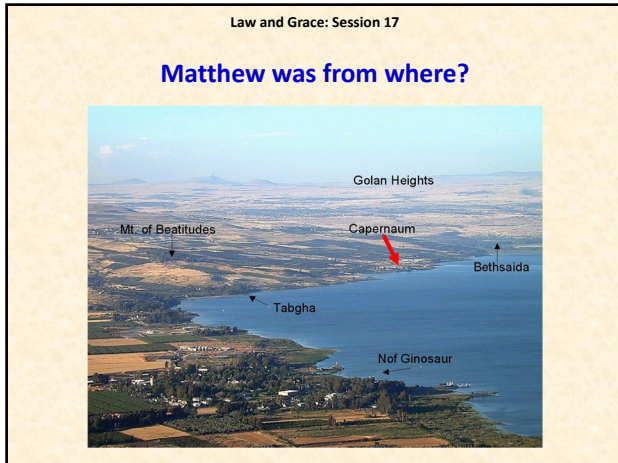 Law and Grace: Session 17
Matthew was from where?
Golan Heights
Mt. of Beatitudes
Capernaum
Bethsaida
Tabgha
Nof Ginosaur